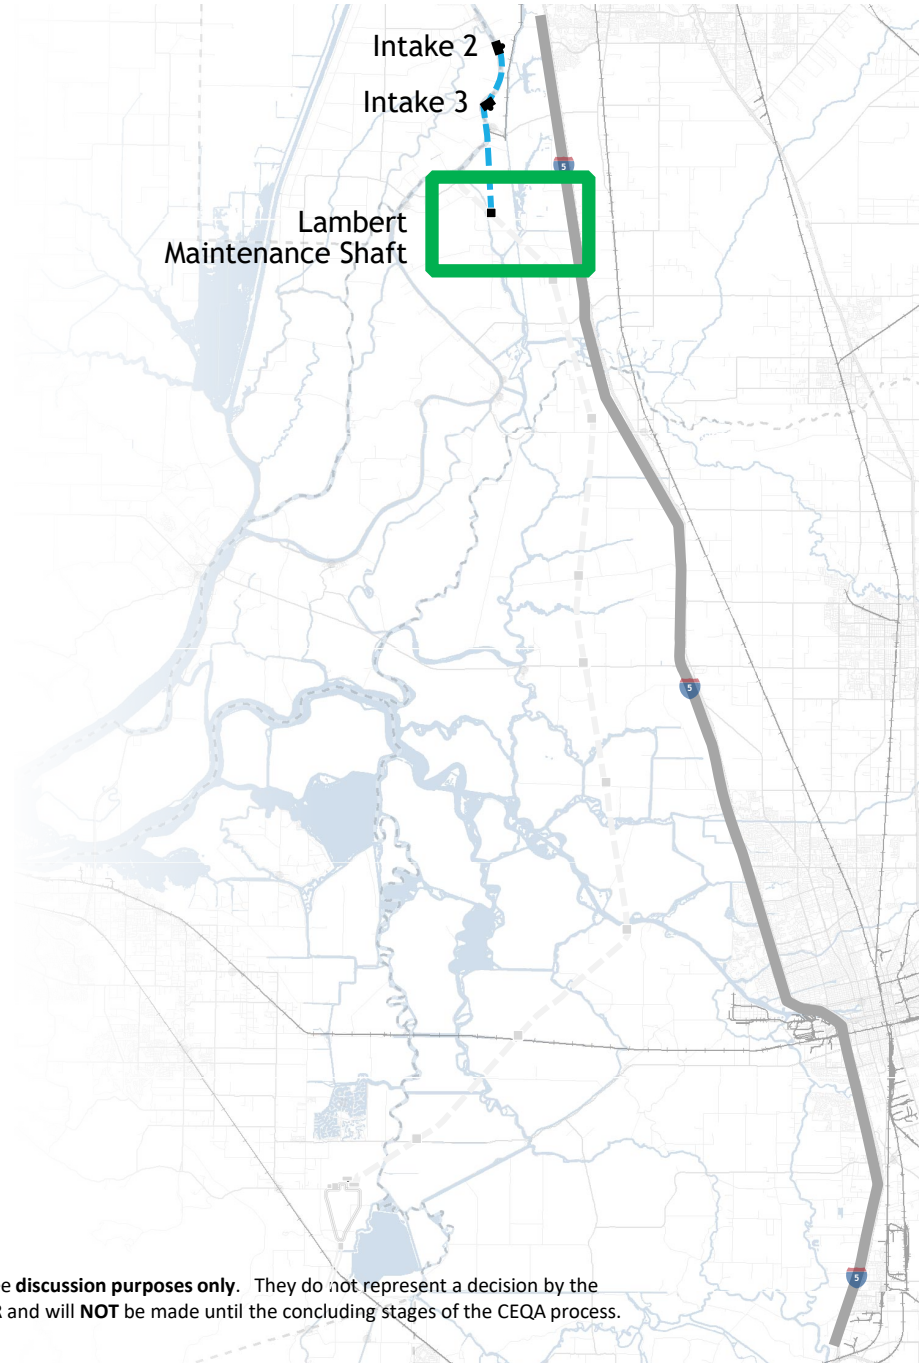 Intake 2
Intake 3
5
Lambert
Maintenance Shaft
5
5
e discussion purposes only. They do not represent a decision by the
R and will NOT be made until the concluding stages of the CEQA process.